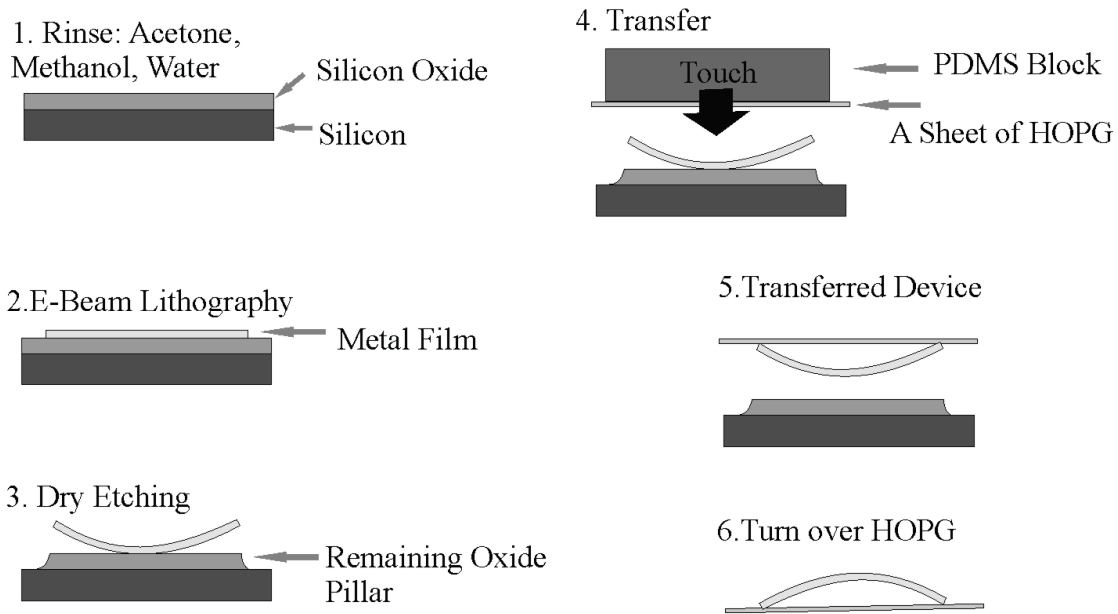 1. Rinse: Acetone,
Methanol, Water
Silicon Oxide
Silicon
2.E-Beam Lithography
Metal Film
3. Dry Etching
Remaining Oxide
Pillar
4. Transfer
Touch
PDMS Block
A Sheet of HOPG
5.Transferred Device
6.Turn over HOPG